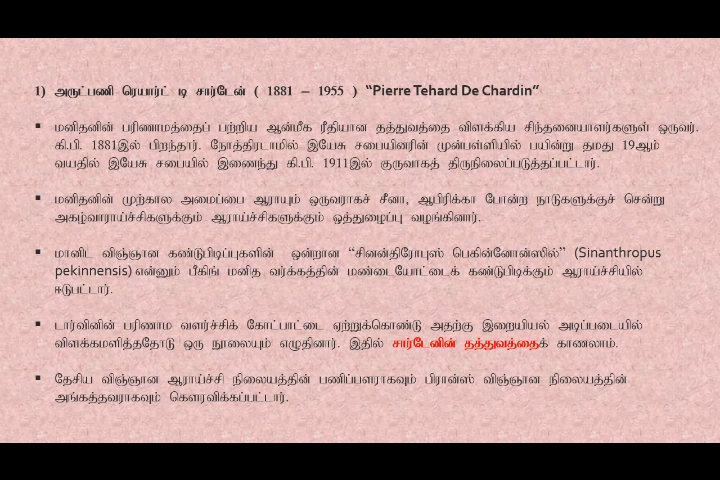 1) அருட்பணி ரெயார்ட் டி சார்டேன் ( 1881 – 1955 ) “Pierre Tehard De Chardin”
▪ மனிதனின் பரிணாமத்தைப் பற்றிய ஆன்மீக ரீதியான தத்துவத்தை விளக்கிய சிந்தனையாளர்களுள் ஒருவர்.
கி.பி. 1881இல் பிறந்தார். நோத்திரடாமில் இயேசு சபையினரின் முன்பள்ளியில் பயின்று தமது 19ஆம்
வயதில் இயேசு சபையில் இணைந்து கி.பி. 1911இல் குருவாகத் திருநிலைப்படுத்தப்பட்டார்.
▪ மனிதனின் முற்கால அமைப்பை ஆராயும் ஒருவராகச் சீனா, ஆபிரிக்கா போன்ற நாடுகளுக்குச் சென்று
அகழ்வாராய்ச்சிகளுக்கும் ஆராய்ச்சிகளுக்கும் ஒத்துழைப்பு வழங்கினார்.
▪ மானிட விஞ்ஞான கண்டுபிடிப்புகளின் ஒன்றான “சினன்திரோபுஸ் பெகின்னோன்ஸில்” (Sinanthropus
pekinnensis) என்னும் பீகிங் மனித வர்க்கத்தின் மண்டையோட்டைக் கண்டுபிடிக்கும் ஆராய்ச்சியில்
ஈடுபட்டார்.
▪ டார்வினின் பரிணாம வளர்ச்சிக் கோட்பாட்டை ஏற்றுக்கொண்டு அதற்கு இறையியல் அடிப்படையில்
விளக்கமளித்ததோடு ஒரு நூலையும் எழுதினார். இதில் சார்டேனின் தத்துவத்தைக் காணலாம்.
▪ தேசிய விஞ்ஞான ஆராய்ச்சி நிலையத்தின் பணிப்பளராகவும் பிரான்ஸ் விஞ்ஞான நிலையத்தின்
அங்கத்தவராகவும் கௌரவிக்கப்பட்டார்.